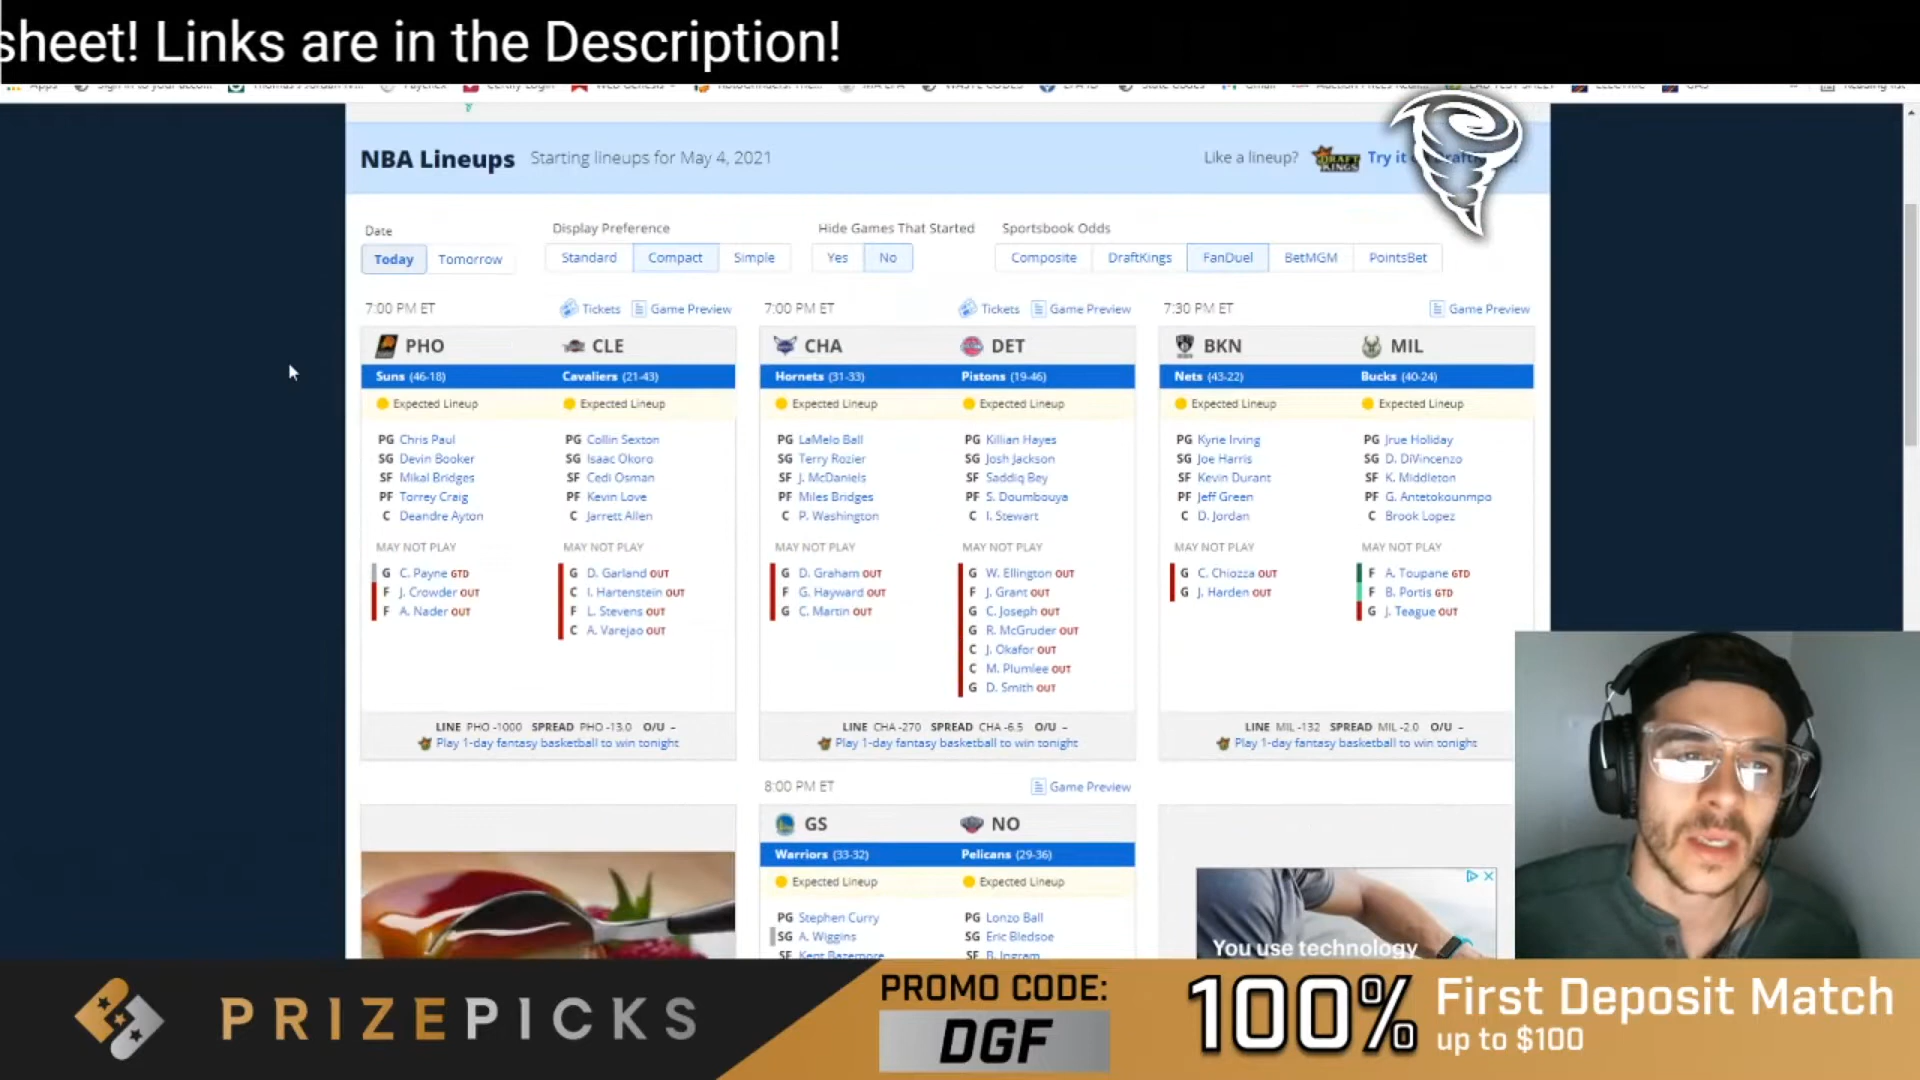 sheet! Links are in the Description!
NBA Lineups Starting lineups for May 4, 2021
Like a lineup? Try it
Date
Display Preference
Hide Games That Started
Sportsbook Odds
Today Tomorrow
Standard Compact Simple
Yes No
Composite DraftKings FanDuel BetMGM PointsBet
7:00 PM ET Tickets Game Preview
PHO CLE
Suns (46-18) Cavaliers (21-43)
Expected Lineup Expected Lineup
PG Chris Paul PG Collin Sexton
SG Devin Booker SG Isaac Okoro
SF Mikal Bridges SF Cedi Osman
PF Torrey Craig PF Kevin Love
C Deandre Ayton C Jarrett Allen
MAY NOT PLAY MAY NOT PLAY
G C. Payne GTD G D. Garland OUT
F J. Crowder OUT C I. Hartenstein OUT
F A. Nader OUT F L. Stevens OUT
C A. Varejao OUT
LINE PHO -1000 SPREAD PHO -13.0 O/U -
Play 1-day fantasy basketball to win tonight
7:00 PM ET Tickets Game Preview
CHA DET
Hornets (31-33) Pistons (19-46)
Expected Lineup Expected Lineup
PG LaMelo Ball PG Killian Hayes
SG Terry Rozier SG Josh Jackson
SF J. McDaniels SF Saddiq Bey
PF Miles Bridges PF S. Doumbouya
C P. Washington C I. Stewart
MAY NOT PLAY MAY NOT PLAY
G D. Graham OUT G W. Ellington OUT
F G. Hayward OUT F J. Grant OUT
G C. Martin OUT G C. Joseph OUT
G R. McGruder OUT
C J. Okafor OUT
C M. Plumlee OUT
G D. Smith OUT
LINE CHA -270 SPREAD CHA -6.5 O/U -
Play 1-day fantasy basketball to win tonight
7:30 PM ET Game Preview
BKN MIL
Nets (43-22) Bucks (40-24)
Expected Lineup Expected Lineup
PG Kyrie Irving PG Jrue Holiday
SG Joe Harris SG D. DiVincenzo
SF Kevin Durant SF K. Middleton
PF Jeff Green PF G. Antetokounmpo
C D. Jordan C Brook Lopez
MAY NOT PLAY MAY NOT PLAY
G C. Chiozza OUT F A. Toupane GTD
G J. Harden OUT F B. Portis GTD
G J. Teague OUT
LINE MIL -132 SPREAD MIL -2.0 O/U -
Play 1-day fantasy basketball to win tonight
8:00 PM ET Game Preview
GS NO
Warriors (33-32) Pelicans (29-36)
Expected Lineup Expected Lineup
PG Stephen Curry PG Lonzo Ball
SG A. Wiggins SG Eric Bledsoe
SF Kent Bazemore SF B. Ingram
You use technology
PRIZEPICKS
PROMO CODE:
DGF
100% First Deposit Match
up to $100